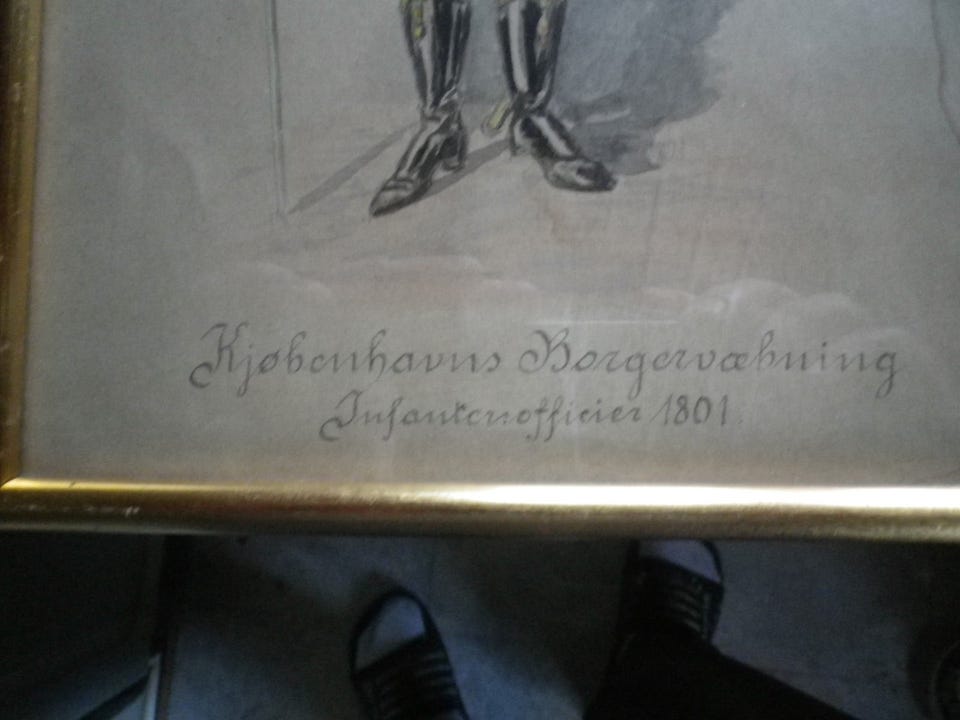 Kjøbenhavns Borgervæbning
Infanteriofficier 1801.